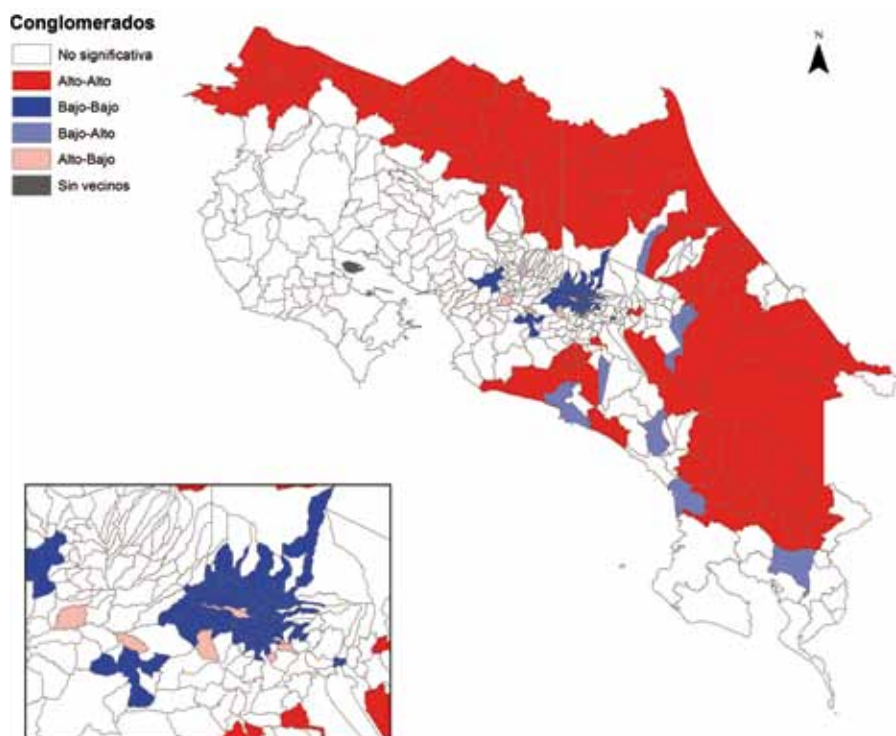 Conglomerados
No significativa
Alto-Alto
Bajo-Bajo
Bajo-Alto
Alto-Bajo
Sin vecinos
N